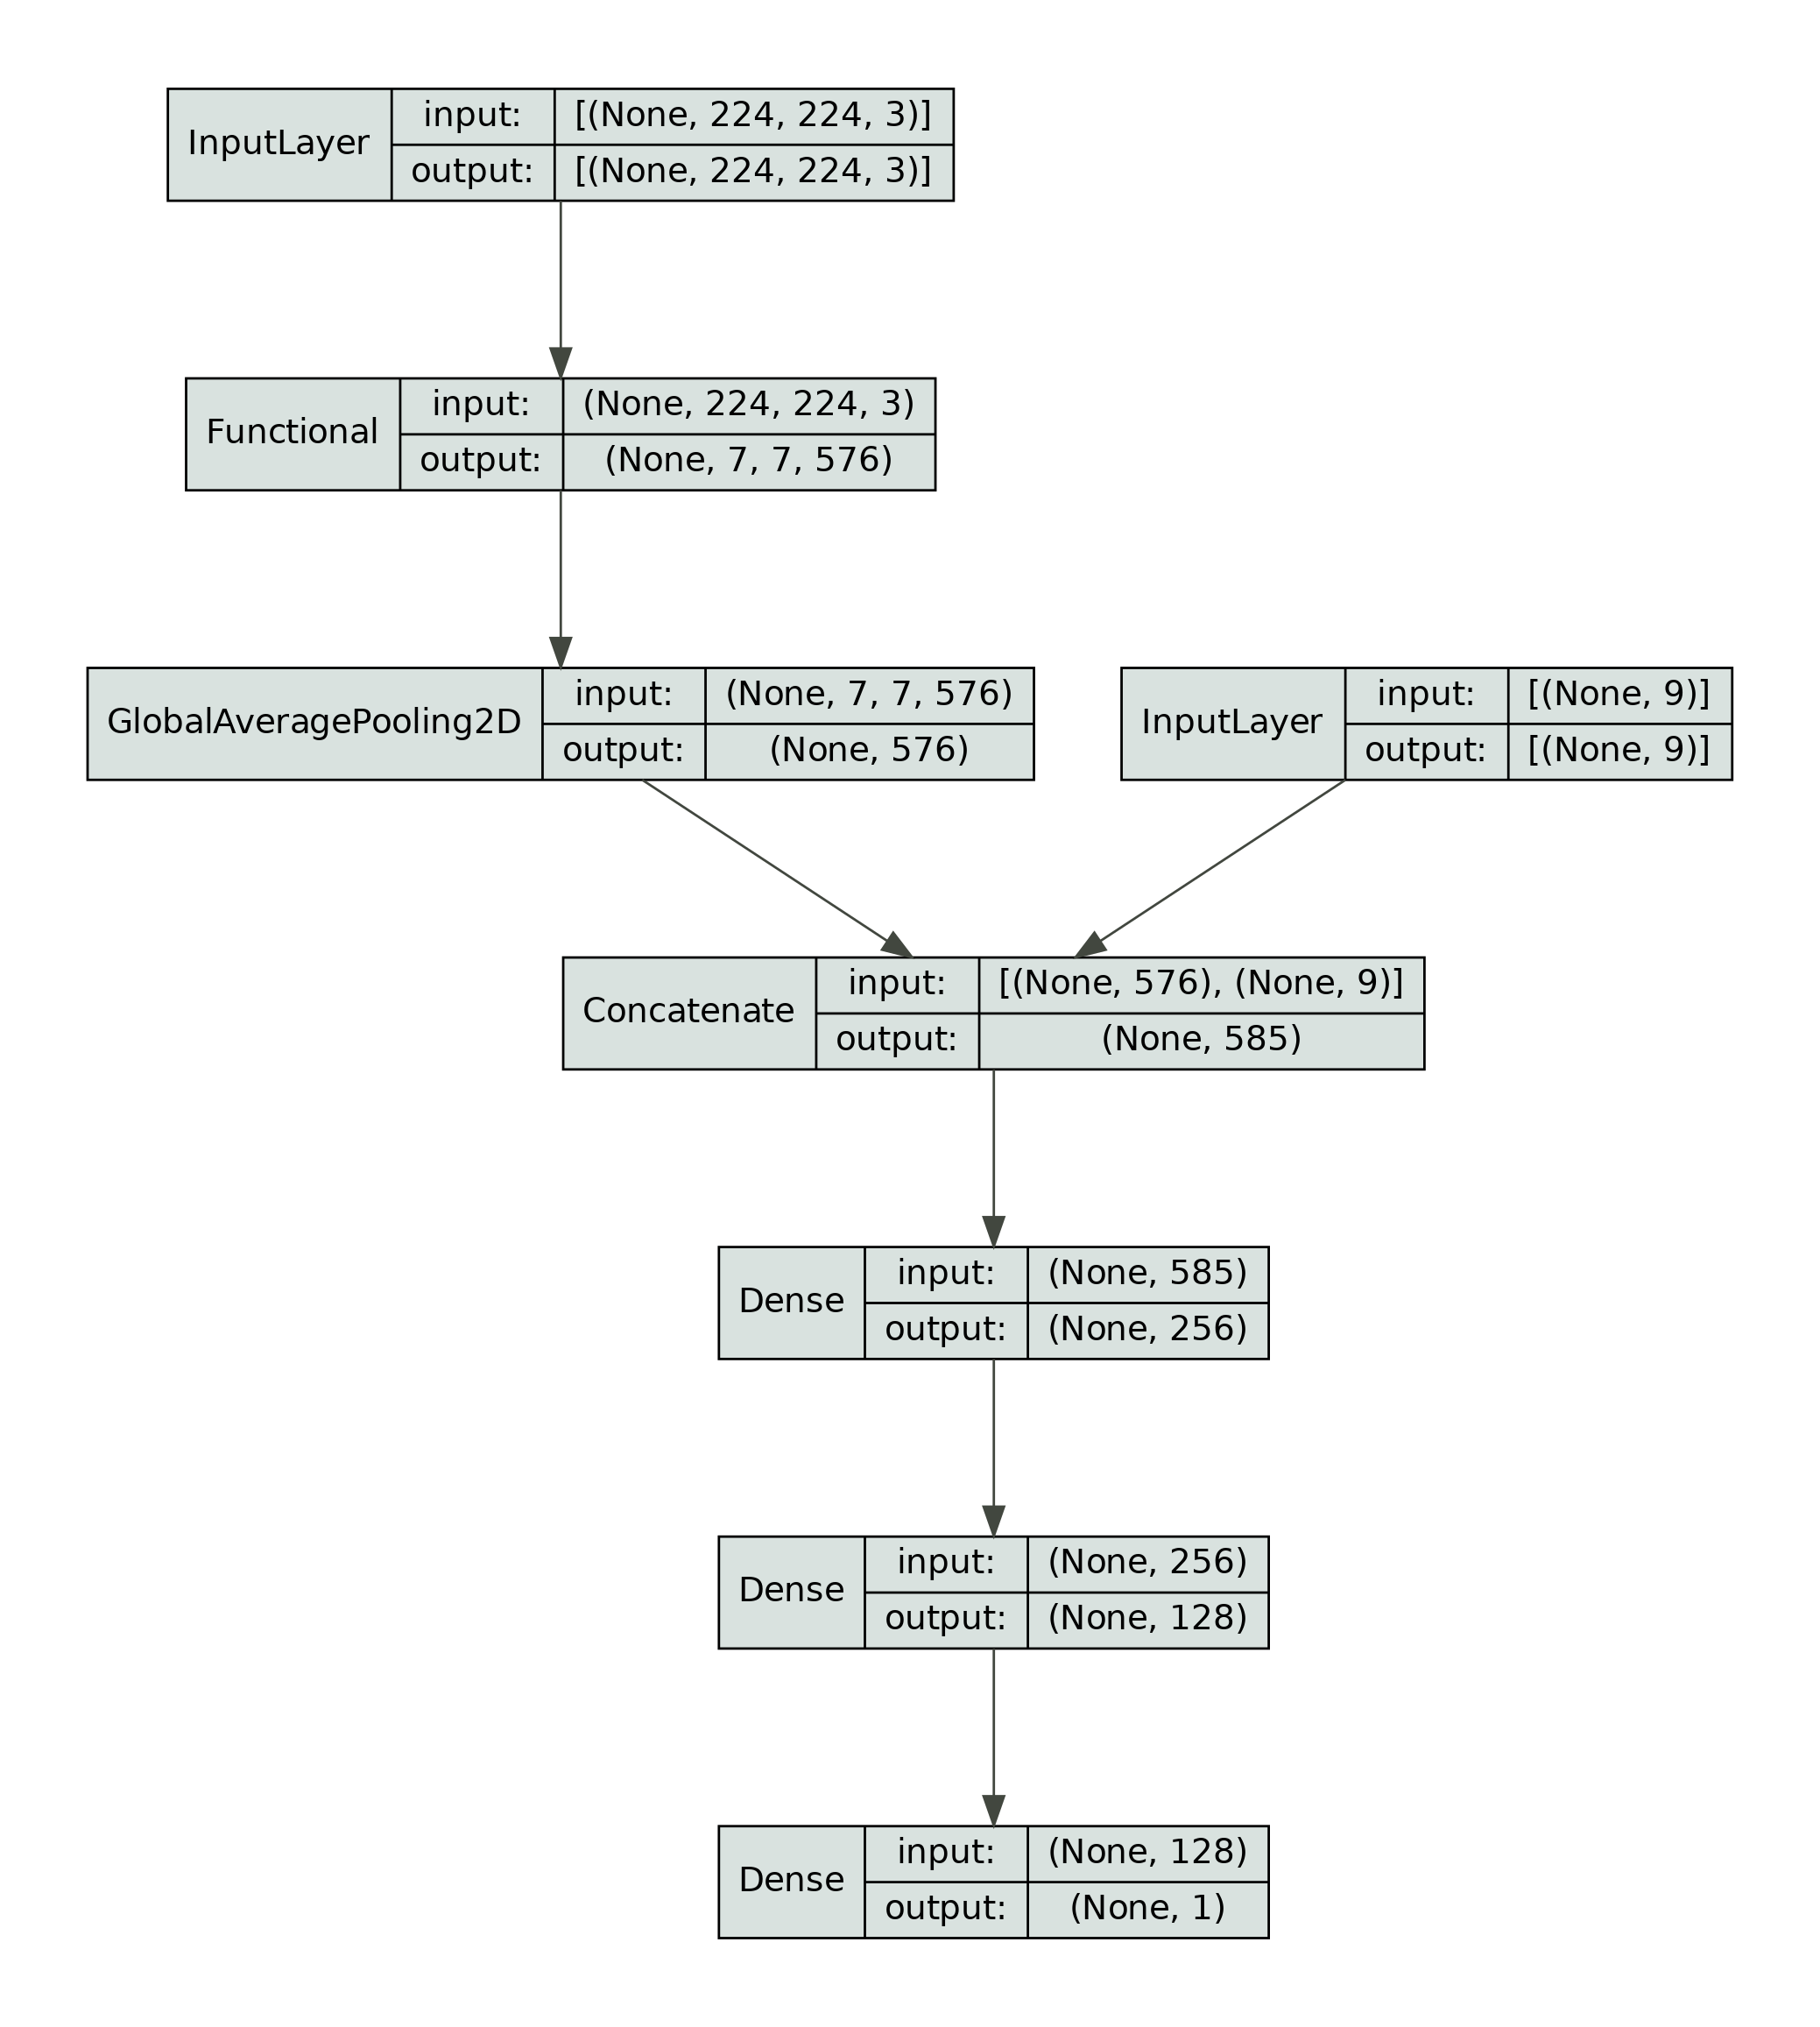 InputLayer
input:
[(None, 224, 224, 3)]
output:
[(None, 224, 224, 3)]
Functional
input:
(None, 224, 224, 3)
output:
(None, 7, 7, 576)
GlobalAveragePooling2D
input:
(None, 7, 7, 576)
output:
(None, 576)
InputLayer
input:
[(None, 9)]
output:
[(None, 9)]
Concatenate
input:
[(None, 576), (None, 9)]
output:
(None, 585)
Dense
input:
(None, 585)
output:
(None, 256)
Dense
input:
(None, 256)
output:
(None, 128)
Dense
input:
(None, 128)
output:
(None, 1)